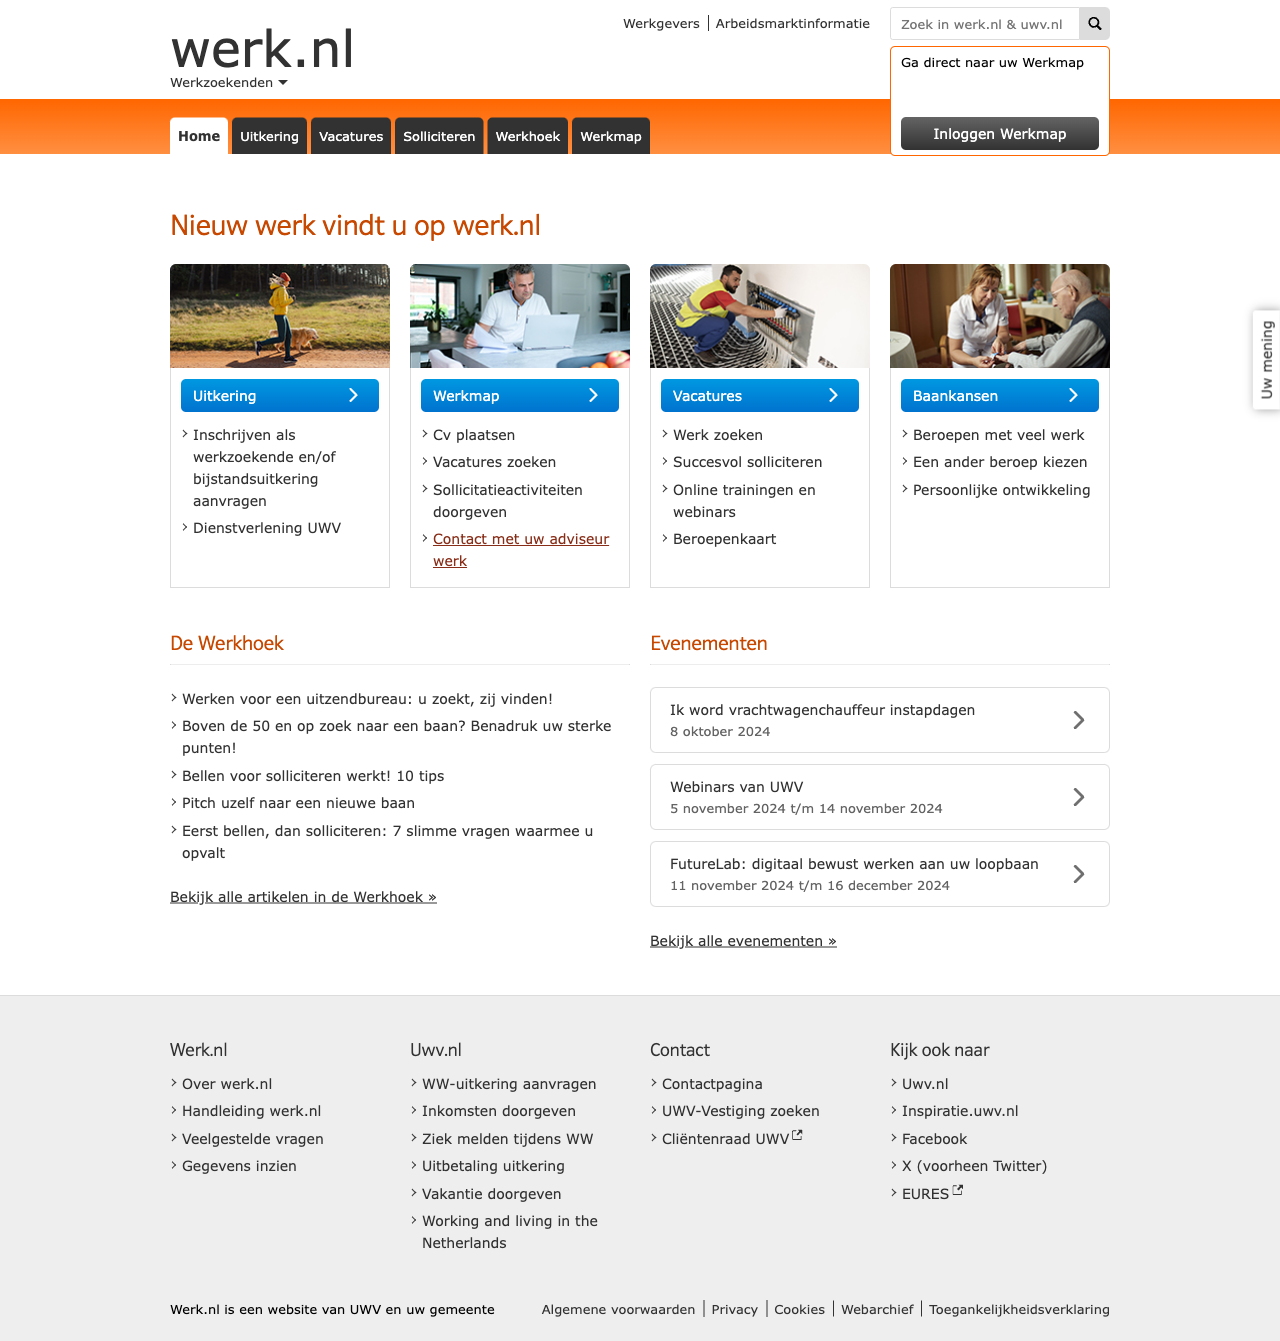 Werkgevers
Arbeidsmarktinformatie
Zoek in werk.nl & uwv.nl
werk.nl
Werkzoekenden
Ga direct naar uw Werkmap
Inloggen Werkmap
Home
Uitkering
Vacatures
Solliciteren
Werkhoek
Werkmap
Nieuw werk vindt u op werk.nl
Uitkering
Inschrijven als
werkzoekende en/of
bijstandsuitkering
aanvragen
Dienstverlening UWV
Werkmap
Cv plaatsen
Vacatures zoeken
Sollicitatieactiviteiten
doorgeven
Contact met uw adviseur
werk
Vacatures
Werk zoeken
Succesvol solliciteren
Online trainingen en
webinars
Beroepenkaart
Baankansen
Beroepen met veel werk
Een ander beroep kiezen
Persoonlijke ontwikkeling
Uw mening
De Werkhoek
Werken voor een uitzendbureau: u zoekt, zij vinden!
Boven de 50 en op zoek naar een baan? Benadruk uw sterke
punten!
Bellen voor solliciteren werkt! 10 tips
Pitch uzelf naar een nieuwe baan
Eerst bellen, dan solliciteren: 7 slimme vragen waarmee u
opvalt
Bekijk alle artikelen in de Werkhoek »
Evenementen
Ik word vrachtwagenchauffeur instapdagen
8 oktober 2024
Webinars van UWV
5 november 2024 t/m 14 november 2024
FutureLab: digitaal bewust werken aan uw loopbaan
11 november 2024 t/m 16 december 2024
Bekijk alle evenementen »
Werk.nl
Over werk.nl
Handleiding werk.nl
Veelgestelde vragen
Gegevens inzien
Uwv.nl
WW-uitkering aanvragen
Inkomsten doorgeven
Ziek melden tijdens WW
Uitbetaling uitkering
Vakantie doorgeven
Working and living in the
Netherlands
Contact
Contactpagina
UWV-Vestiging zoeken
Cliëntenraad UWV
Kijk ook naar
Uwv.nl
Inspiratie.uwv.nl
Facebook
X (voorheen Twitter)
EURES
Werk.nl is een website van UWV en uw gemeente
Algemene voorwaarden
Privacy
Cookies
Webarchief
Toegankelijkheidsverklaring